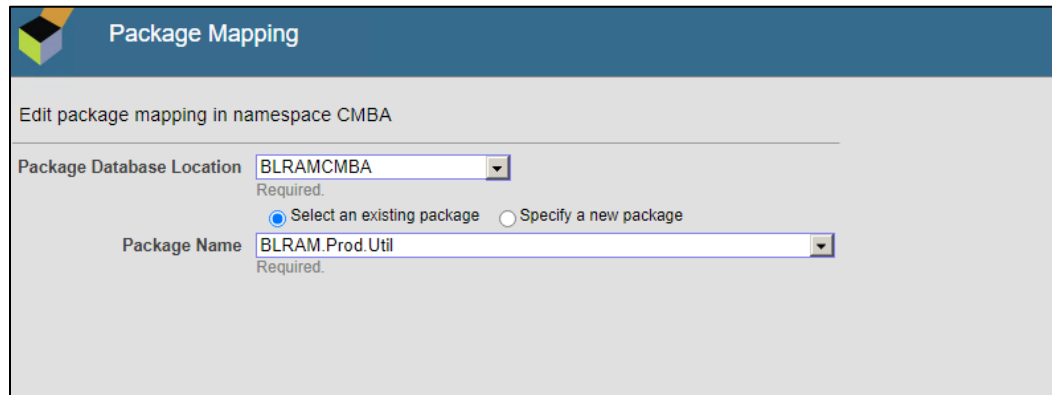 Package Mapping
Edit package mapping in namespace CMBA
Package Database Location BLRAMCMBA
Required.
Select an existing package Specify a new package
Package Name BLRAM.Prod.Util
Required.